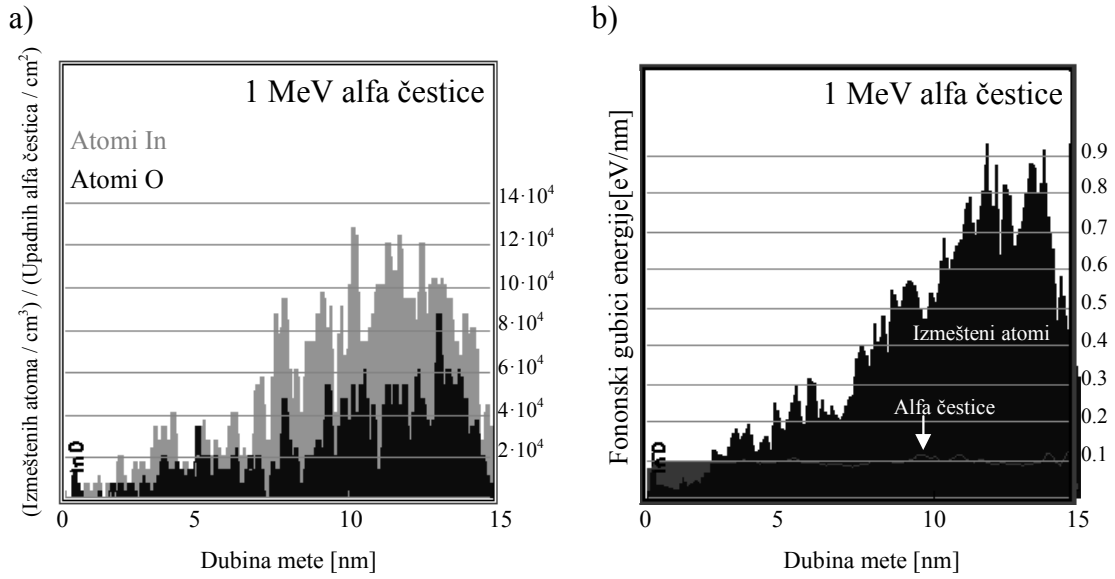 a)
(Izmeštenih atoma / cm³) / (Upadnih alfa čestica / cm²)
1 MeV alfa čestice
Atomi In
Atomi O
14·10⁴
12·10⁴
10·10⁴
8·10⁴
6·10⁴
4·10⁴
2·10⁴
InO
0 5 10 15
Dubina mete [nm]
b)
Fononski gubici energije[eV/nm]
1 MeV alfa čestice
0.9
0.8
0.7
0.6
0.5
Izmešteni atomi
0.4
0.3
Alfa čestice
0.2
0.1
InO
0 10 15
Dubina mete [nm]